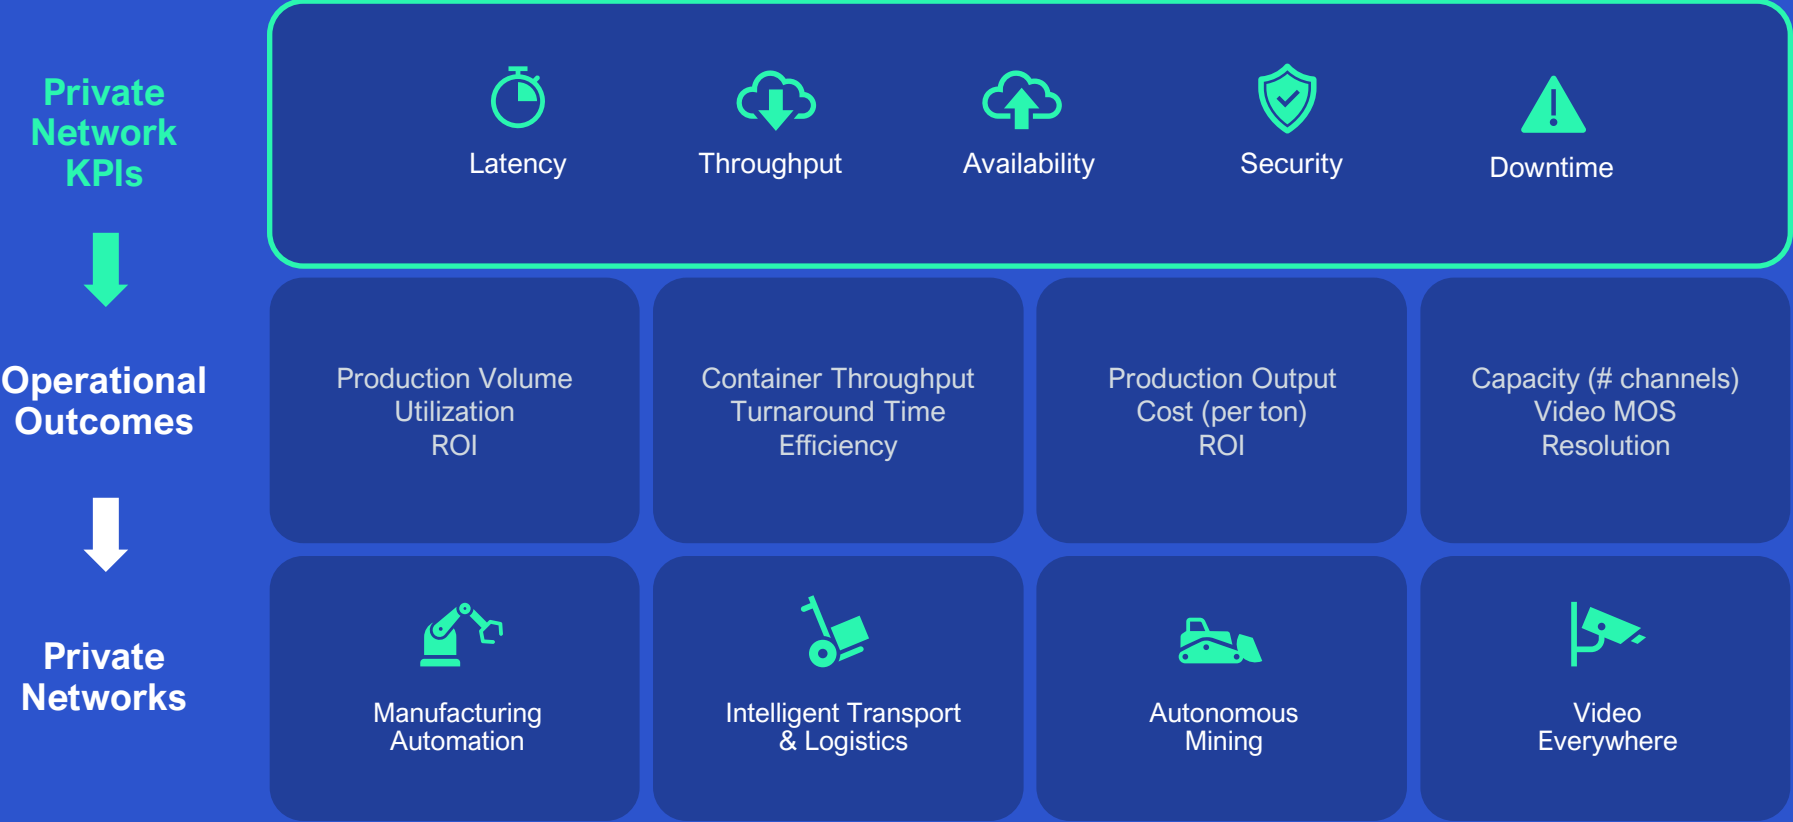 Private
Network
KPIs
Latency
Throughput
Availability
Security
Downtime
Operational
Outcomes
Production Volume
Utilization
ROI
Container Throughput
Turnaround Time
Efficiency
Production Output
Cost (per ton)
ROI
Capacity (# channels)
Video MOS
Resolution
Private
Networks
Manufacturing
Automation
Intelligent Transport
& Logistics
Autonomous
Mining
Video
Everywhere